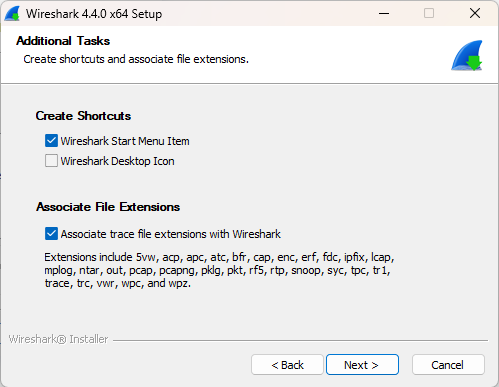 Wireshark 4.4.0 x64 Setup
Additional Tasks
Create shortcuts and associate file extensions.
Create Shortcuts
Wireshark Start Menu Item
Wireshark Desktop Icon
Associate File Extensions
Associate trace file extensions with Wireshark
Extensions include 5vw, acp, apc, atc, bfr, cap, enc, erf, fdc, ipfix, lcap,
mplog, ntar, out, pcap, pcapng, pklg, pkt, rf5, rtp, snoop, syc, tpc, tr1,
trace, trc, vwr, wpc, and wpz.
Wireshark® Installer
< Back
Next >
Cancel